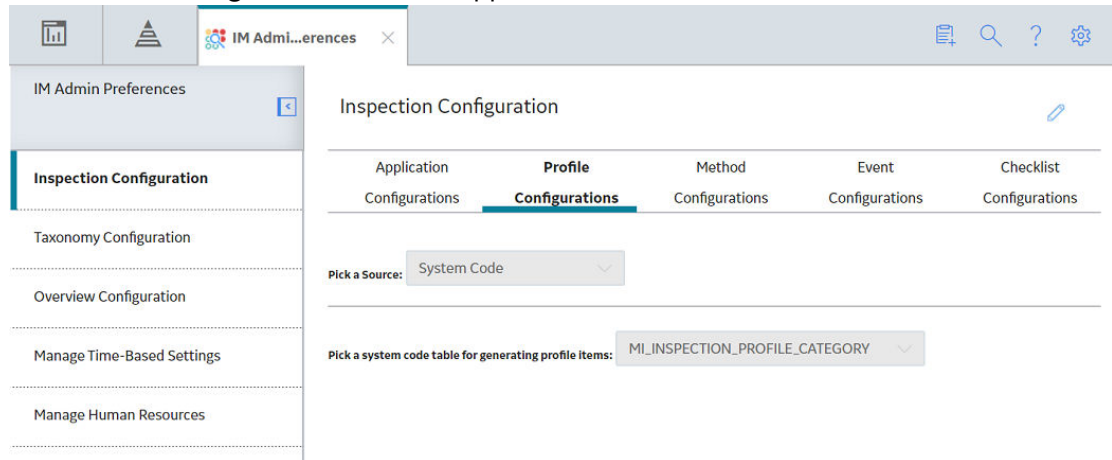 IM Admi...erences
IM Admin Preferences
Inspection Configuration
Inspection Configuration
Taxonomy Configuration
Overview Configuration
Manage Time-Based Settings
Manage Human Resources
Application Configurations
Profile Configurations
Method Configurations
Event Configurations
Checklist Configurations
Pick a Source: System Code
Pick a system code table for generating profile items: MI_INSPECTION_PROFILE_CATEGORY